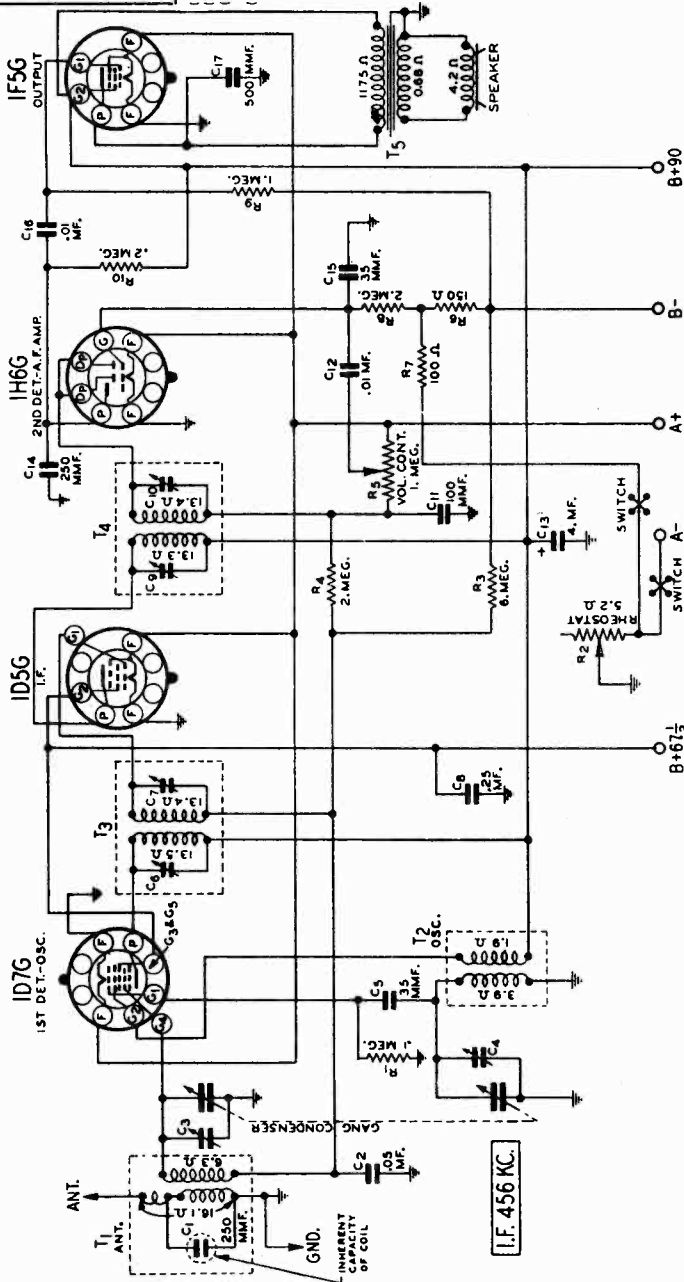 1F5G
OUTPUT
G1
F
G2
P
F
C17
500 MMF.
1175 Ω
0.68 Ω
4.2 Ω
SPEAKER
T5
C16
.01
MF.
R9
1. MEG.
R10
.2 MEG.
B+90
1H6G
2ND DET.-A.F. AMP.
DP
DP
G
P
F
F
C14
250
MMF.
C15
35
MMF.
C12
.01 MF.
R8
2. MEG.
R6
150 Ω
R7
100 Ω
B-
T4
C10
13.4 Ω
13.3 Ω
C9
R5
VOL. CONT.
1. MEG.
C11
100
MMF.
A+
R4
2. MEG.
R3
6. MEG.
+ C13
4. MF.
SWITCH
A-
SWITCH
1D5G
I.F.
G1
G2
P
F
F
R2
RHEOSTAT
5.2 Ω
T3
C7
13.4 Ω
13.5 Ω
C6
C8
.25
MF.
B+67½
1D7G
1ST DET.-OSC.
F
F
P
G2
G1
G4
G3&G5
T2
OSC.
1.9 Ω
3.9 Ω
C5
35
MMF.
R1
.1 MEG.
C4
GANG CONDENSER
C3
ANT.
T1
ANT.
6.3 Ω
16.1 Ω
C1
250
MMF.
C2
.05
MF.
GND.
INHERENT
CAPACITY
OF COIL
I.F. 456 KC.